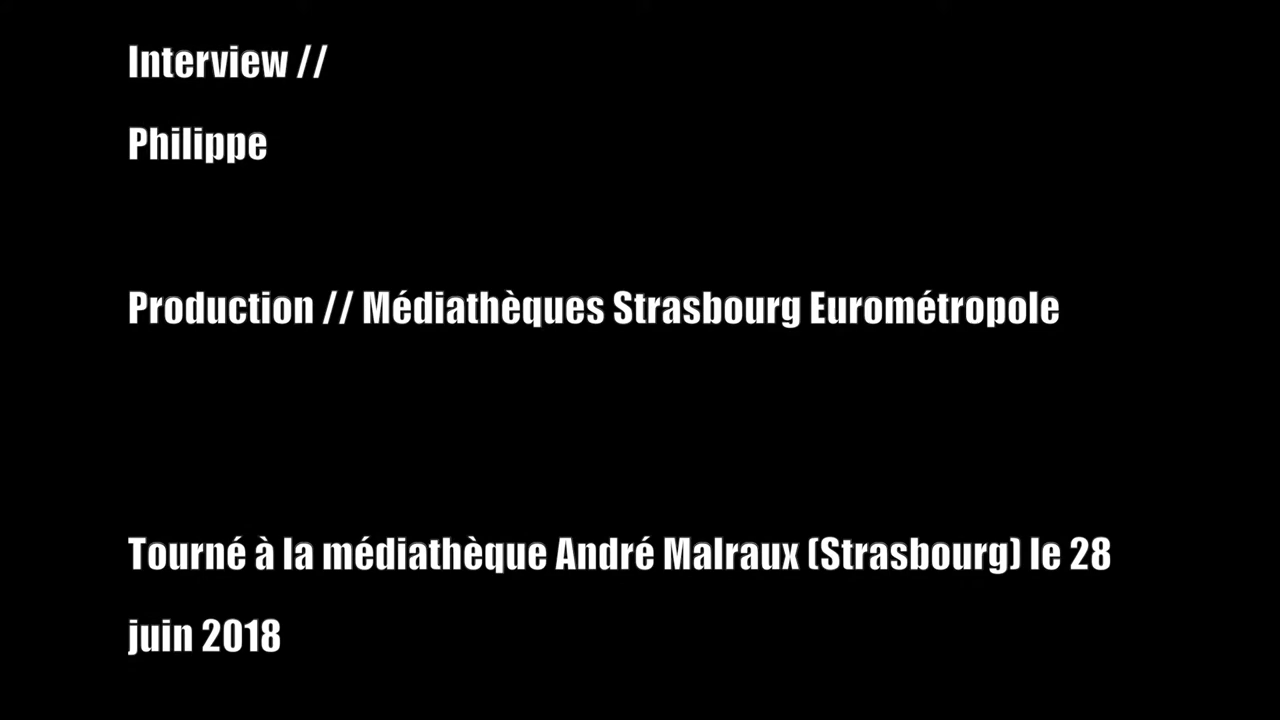 Interview //
Philippe
Production // Médiathèques Strasbourg Eurométropole
Tourné à la médiathèque André Malraux (Strasbourg) le 28
juin 2018